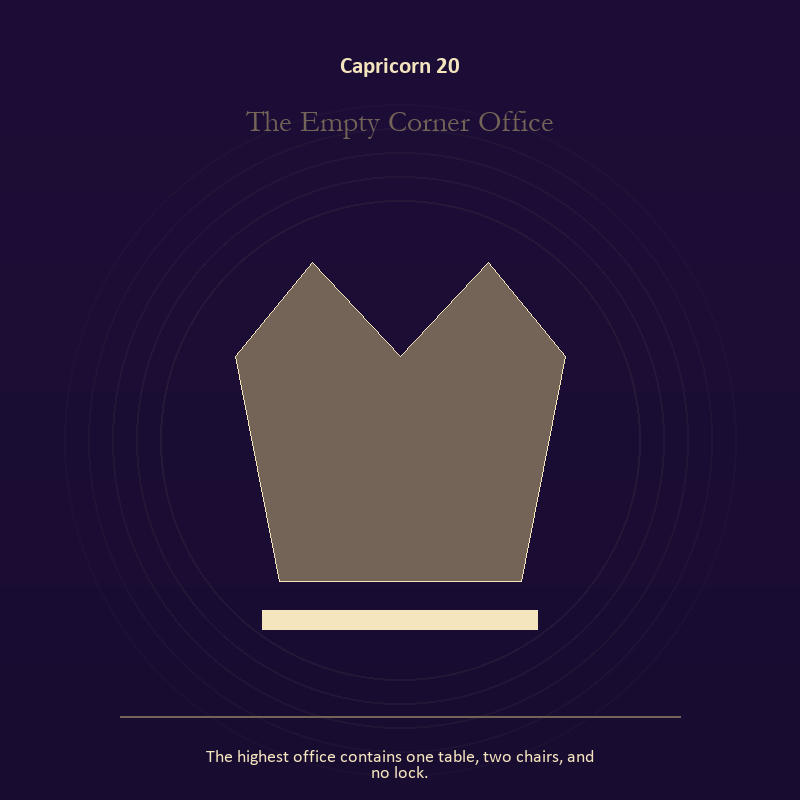 Capricorn 20
The Empty Corner Office
The highest office contains one table, two chairs, and
no lock.